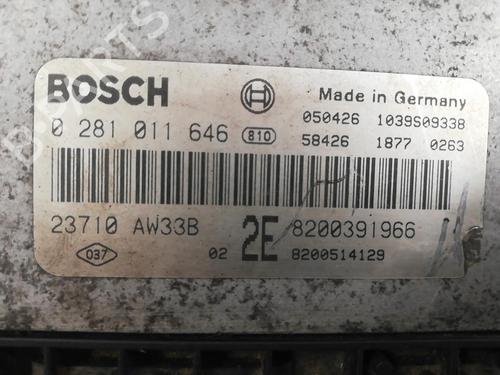 BOSCH
Made in Germany
0 281 011 646 810
050426 1039S09338
58426 1877 0263
23710 AW33B 2E 8200391966
037 02 8200514129